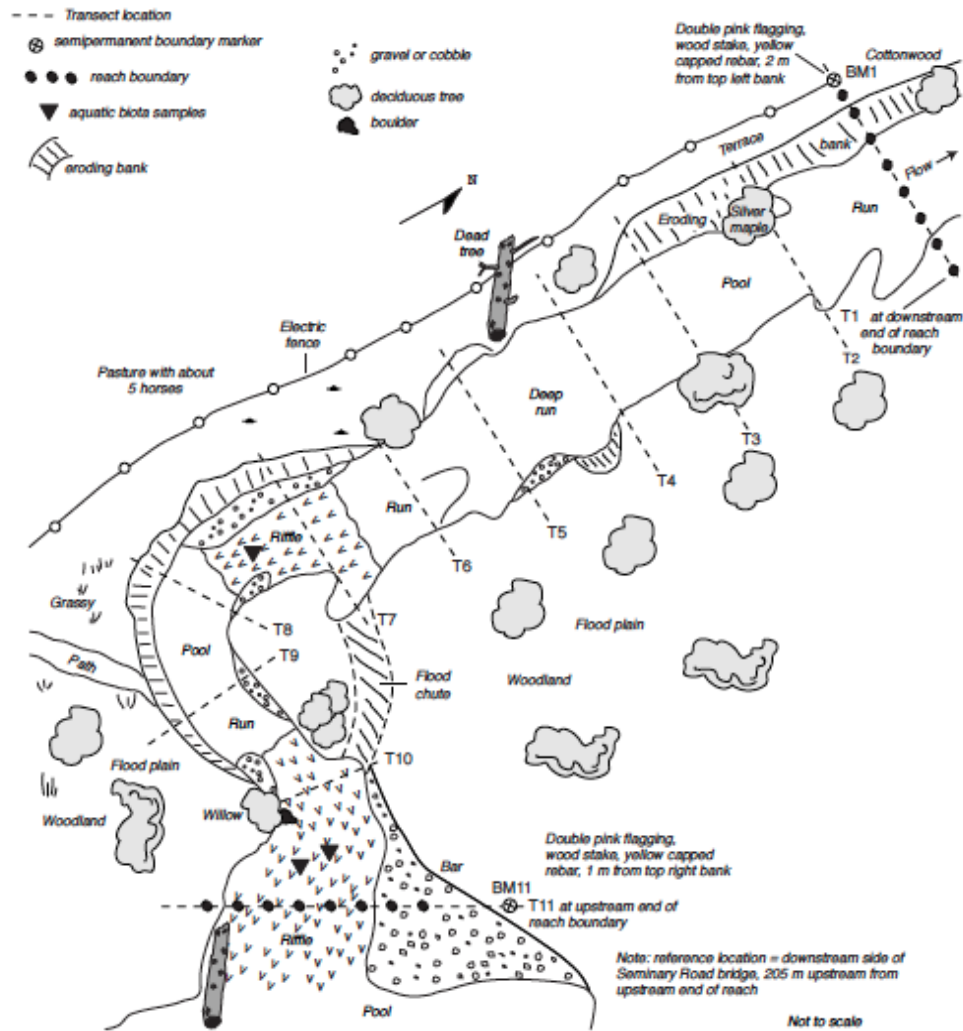 Transect location
semipermanent boundary marker
reach boundary
aquatic biota samples
eroding bank
gravel or cobble
deciduous tree
boulder
Double pink flagging,
wood stake, yellow
capped rebar, 2 m
from top left bank
BM1
Cottonwood
Terrace
bank
Flow
N
Eroding
Silver
maple
Run
Dead
tree
Pool
T1 at downstream
end of reach
boundary
T2
Electric
fence
Pasture with about
5 horses
Deep
run
T3
T4
Run
T5
Riffle
T6
Grassy
T8
T7
Flood plain
Pool
T9
Path
Flood
chute
Woodland
Run
T10
Flood plain
Woodland
Willow
Double pink flagging,
wood stake, yellow capped
rebar, 1 m from top right bank
Bar
BM11
T11 at upstream end of
reach boundary
Riffle
Note: reference location = downstream side of
Seminary Road bridge, 205 m upstream from
upstream end of reach
Pool
Not to scale